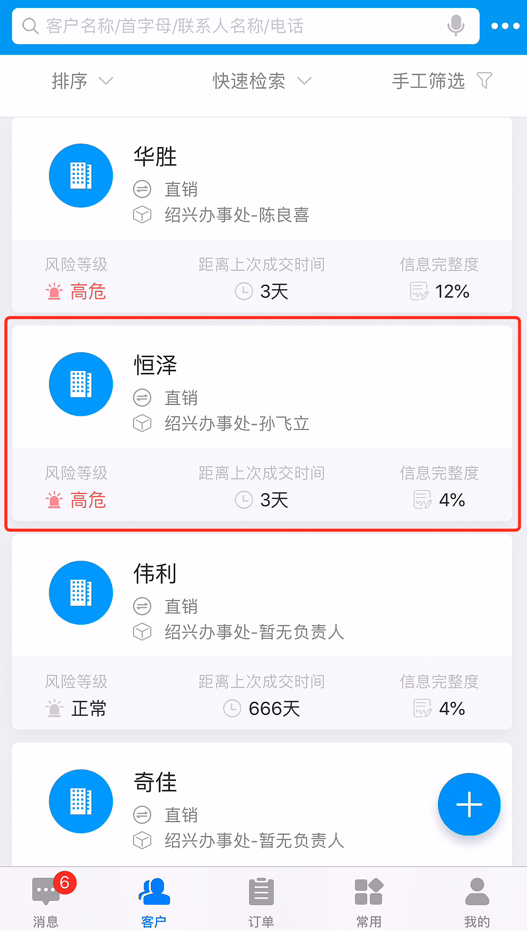 客户名称/首字母/联系人名称/电话
排序 快速检索 手工筛选
华胜
直销
绍兴办事处-陈良喜
风险等级 距离上次成交时间 信息完整度
高危 3天 12%
恒泽
直销
绍兴办事处-孙飞立
风险等级 距离上次成交时间 信息完整度
高危 3天 4%
伟利
直销
绍兴办事处-暂无负责人
风险等级 距离上次成交时间 信息完整度
正常 666天 4%
奇佳
直销
绍兴办事处-暂无负责人
6
消息 客户 订单 常用 我的